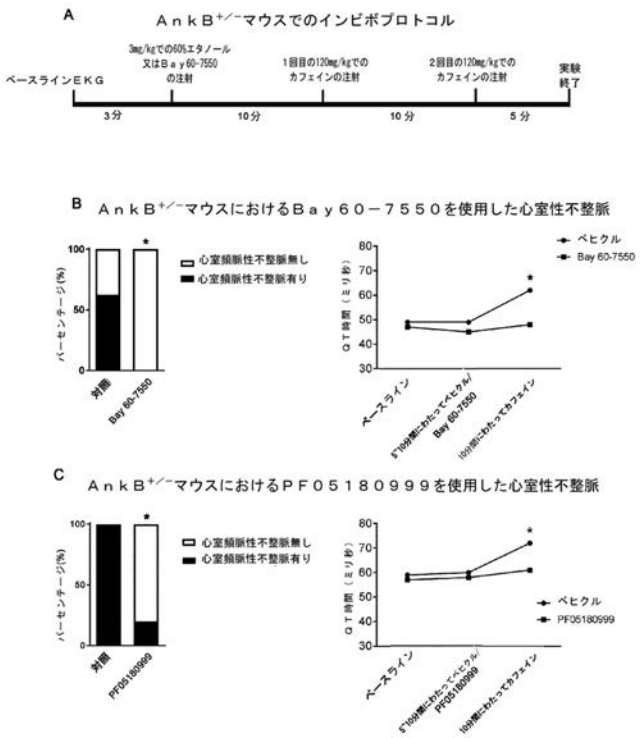 A
ＡｎｋＢ+/−マウスでのインビボプロトコル
3mg/kgでの60%エタノール
又はＢａｙ60-7550
の注射
1回目の120mg/kgでの
カフェインの注射
2回目の120mg/kgでの
カフェインの注射
実験
終了
ベースラインＥＫＧ
3分
10分
10分
5分
B
ＡｎｋＢ+/−マウスにおけるＢａｙ６０－７５５０を使用した心室性不整脈
パーセンテージ(%)
100
50
0
*
対照
Bay 60-7550
心室頻脈性不整脈無し
心室頻脈性不整脈有り
ＱＴ時間（ミリ秒）
80
70
60
50
40
30
*
ベヒクル
Bay 60-7550
ベースライン
5~10分間にわたってベヒクル/
Bay 60-7550
10分間にわたってカフェイン
C
ＡｎｋＢ+/−マウスにおけるＰＦ０５１８０９９９を使用した心室性不整脈
パーセンテージ(%)
100
50
0
*
対照
PF05180999
心室頻脈性不整脈無し
心室頻脈性不整脈有り
ＱＴ時間（ミリ秒）
80
70
60
50
40
30
*
ベヒクル
PF05180999
ベースライン
5~10分間にわたってベヒクル/
PF05180999
10分間にわたってカフェイン